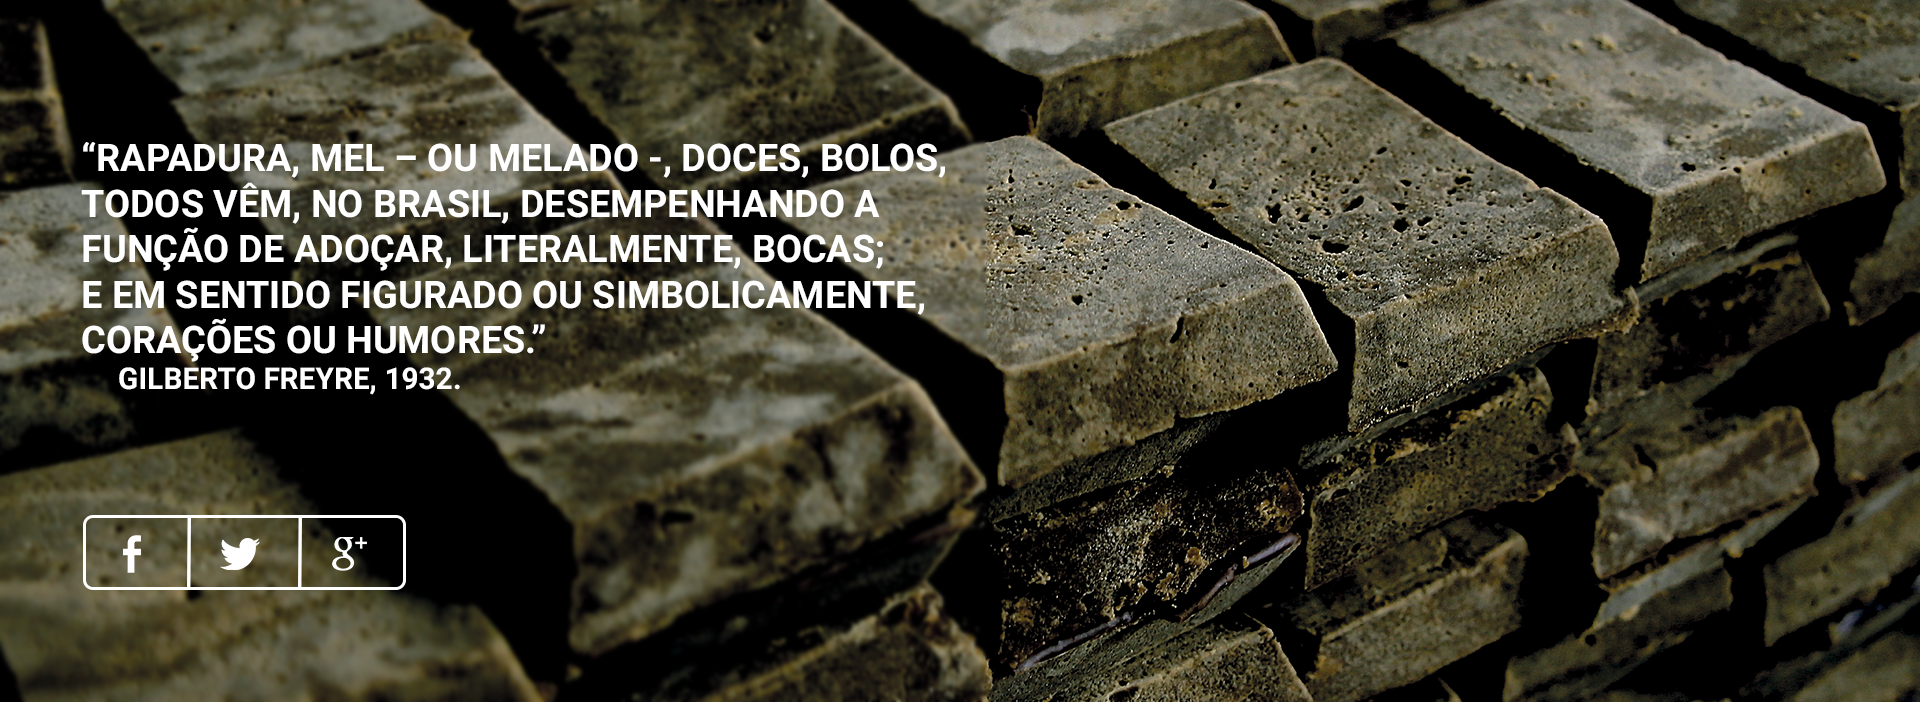 “RAPADURA, MEL – OU MELADO -, DOCES, BOLOS,
TODOS VÊM, NO BRASIL, DESEMPENHANDO A
FUNÇÃO DE ADOÇAR, LITERALMENTE, BOCAS;
E EM SENTIDO FIGURADO OU SIMBOLICAMENTE,
CORAÇÕES OU HUMORES.”
GILBERTO FREYRE, 1932.
f g+